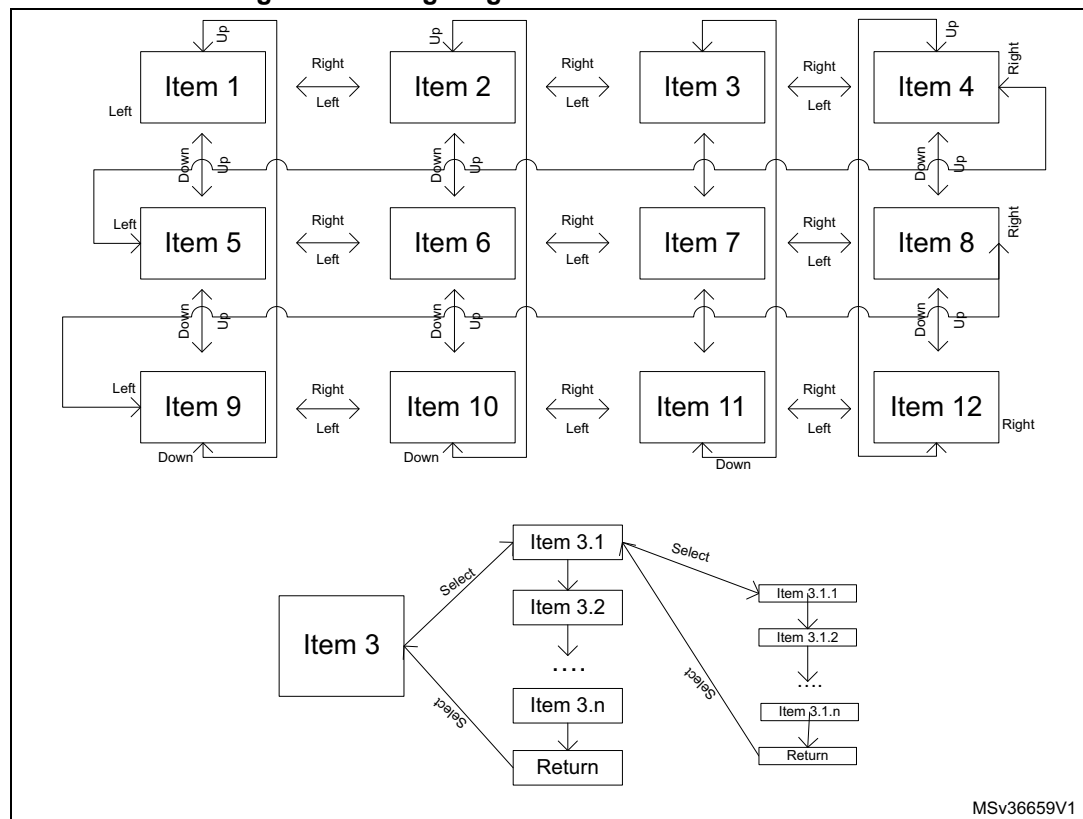 Up Up Up
Item 1 Right Left Item 2 Right Left Item 3 Right Left Item 4 Right
Left
Down Up Down Up Down Up
Left Item 5 Right Left Item 6 Right Left Item 7 Right Left Item 8 Right
Down Up Down Up Down Up
Left Item 9 Right Left Item 10 Right Left Item 11 Right Left Item 12 Right
Down Down Down
Item 3.1
Select Select
Item 3.1.1
Item 3.2
Item 3 Item 3.1.2
.... ....
Select Select
Item 3.n Item 3.1.n
Return Return
MSv36659V1